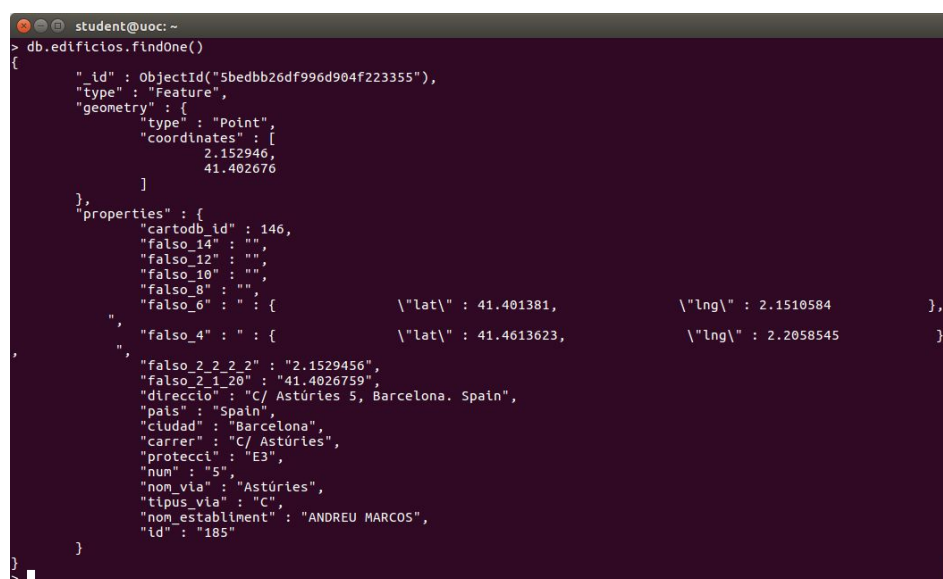 student@uoc: ~
> db.edificios.findOne()
{
        "_id" : ObjectId("5bedbb26df996d904f223355"),
        "type" : "Feature",
        "geometry" : {
                "type" : "Point",
                "coordinates" : [
                        2.152946,
                        41.402676
                ]
        },
        "properties" : {
                "cartodb_id" : 146,
                "falso_14" : "",
                "falso_12" : "",
                "falso_10" : "",
                "falso_8" : "",
                "falso_6" : " : {                \"lat\" : 41.401381,                \"lng\" : 2.1510584            },
            ",
                "falso_4" : " : {                \"lat\" : 41.4613623,                \"lng\" : 2.2058545            }
,            ",
                "falso_2_2_2_2" : "2.1529456",
                "falso_2_1_20" : "41.4026759",
                "direccio" : "C/ Astúries 5, Barcelona. Spain",
                "pais" : "Spain",
                "ciudad" : "Barcelona",
                "carrer" : "C/ Astúries",
                "protecci" : "E3",
                "num" : "5",
                "nom_via" : "Astúries",
                "tipus_via" : "C",
                "nom_establiment" : "ANDREU MARCOS",
                "id" : "185"
        }
}
>